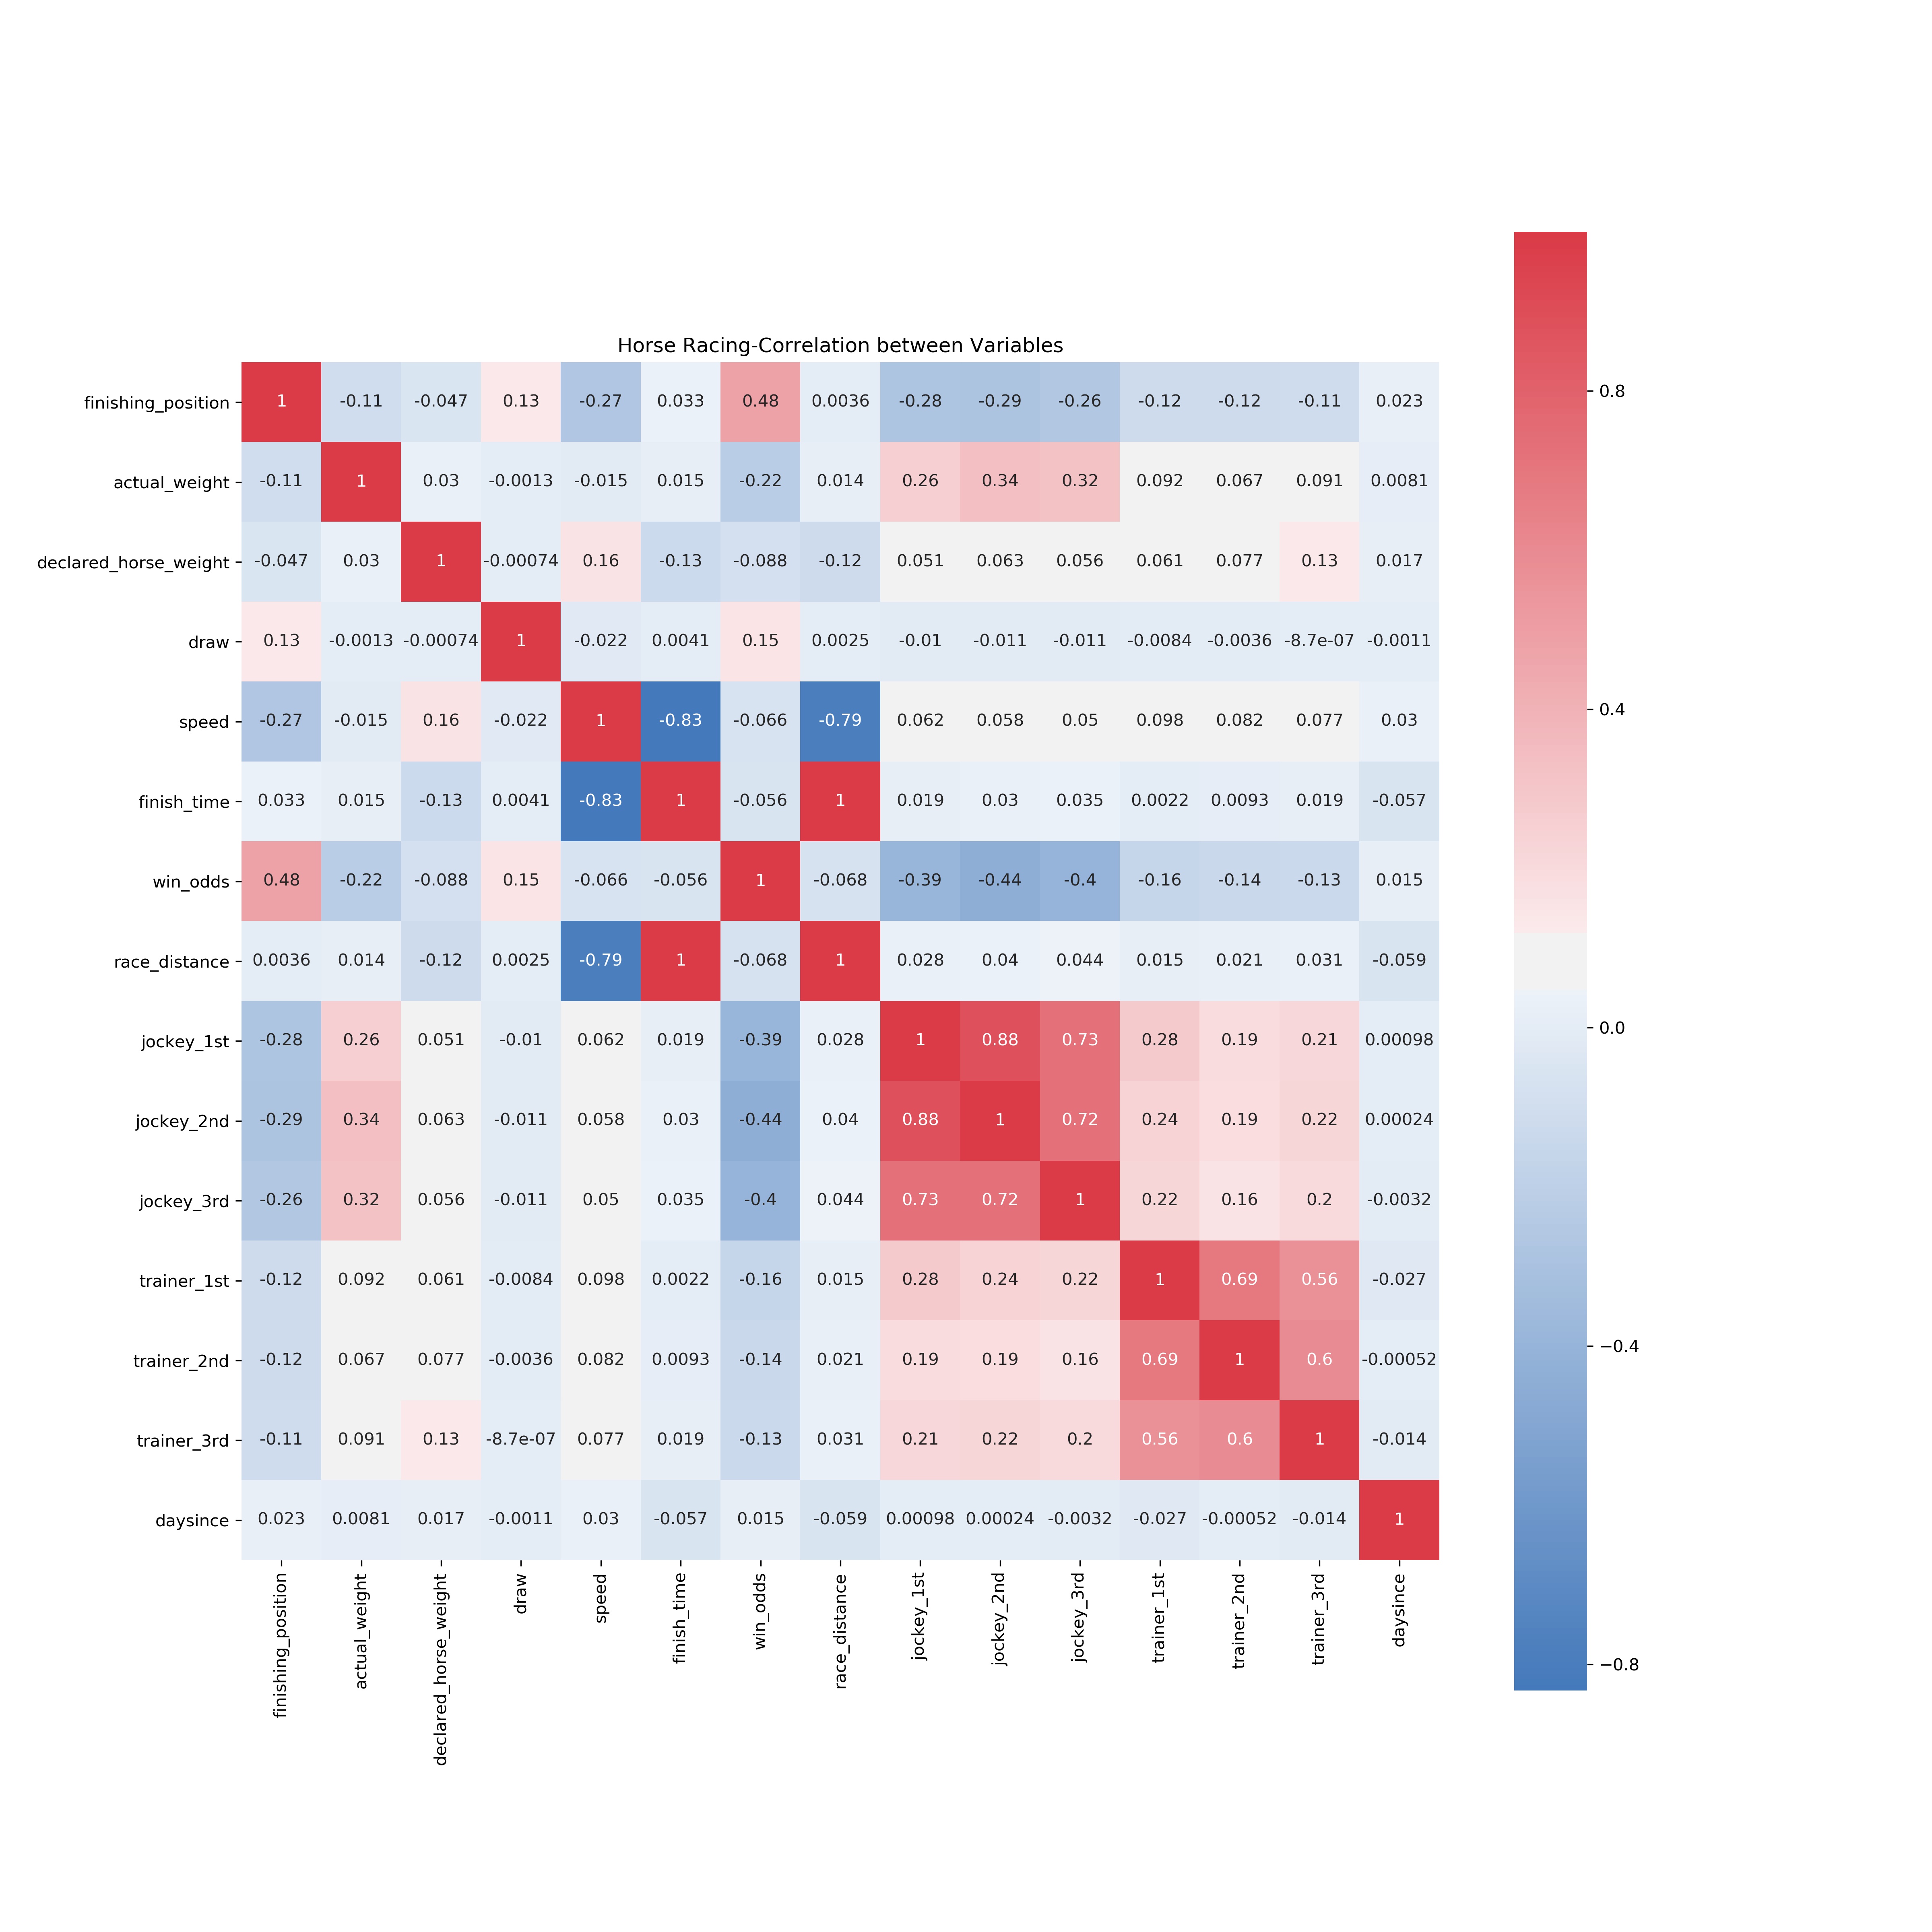 Horse Racing-Correlation between Variables
finishing_position 1 -0.11 -0.047 0.13 -0.27 0.033 0.48 0.0036 -0.28 -0.29 -0.26 -0.12 -0.12 -0.11 0.023
actual_weight -0.11 1 0.03 -0.0013 -0.015 0.015 -0.22 0.014 0.26 0.34 0.32 0.092 0.067 0.091 0.0081
declared_horse_weight -0.047 0.03 1 -0.00074 0.16 -0.13 -0.088 -0.12 0.051 0.063 0.056 0.061 0.077 0.13 0.017
draw 0.13 -0.0013 -0.00074 1 -0.022 0.0041 0.15 0.0025 -0.01 -0.011 -0.011 -0.0084 -0.0036 -8.7e-07 -0.0011
speed -0.27 -0.015 0.16 -0.022 1 -0.83 -0.066 -0.79 0.062 0.058 0.05 0.098 0.082 0.077 0.03
finish_time 0.033 0.015 -0.13 0.0041 -0.83 1 -0.056 1 0.019 0.03 0.035 0.0022 0.0093 0.019 -0.057
win_odds 0.48 -0.22 -0.088 0.15 -0.066 -0.056 1 -0.068 -0.39 -0.44 -0.4 -0.16 -0.14 -0.13 0.015
race_distance 0.0036 0.014 -0.12 0.0025 -0.79 1 -0.068 1 0.028 0.04 0.044 0.015 0.021 0.031 -0.059
jockey_1st -0.28 0.26 0.051 -0.01 0.062 0.019 -0.39 0.028 1 0.88 0.73 0.28 0.19 0.21 0.00098
jockey_2nd -0.29 0.34 0.063 -0.011 0.058 0.03 -0.44 0.04 0.88 1 0.72 0.24 0.19 0.22 0.00024
jockey_3rd -0.26 0.32 0.056 -0.011 0.05 0.035 -0.4 0.044 0.73 0.72 1 0.22 0.16 0.2 -0.0032
trainer_1st -0.12 0.092 0.061 -0.0084 0.098 0.0022 -0.16 0.015 0.28 0.24 0.22 1 0.69 0.56 -0.027
trainer_2nd -0.12 0.067 0.077 -0.0036 0.082 0.0093 -0.14 0.021 0.19 0.19 0.16 0.69 1 0.6 -0.00052
trainer_3rd -0.11 0.091 0.13 -8.7e-07 0.077 0.019 -0.13 0.031 0.21 0.22 0.2 0.56 0.6 1 -0.014
daysince 0.023 0.0081 0.017 -0.0011 0.03 -0.057 0.015 -0.059 0.00098 0.00024 -0.0032 -0.027 -0.00052 -0.014 1
finishing_position
actual_weight
declared_horse_weight
draw
speed
finish_time
win_odds
race_distance
jockey_1st
jockey_2nd
jockey_3rd
trainer_1st
trainer_2nd
trainer_3rd
daysince
0.8
0.4
0.0
−0.4
−0.8